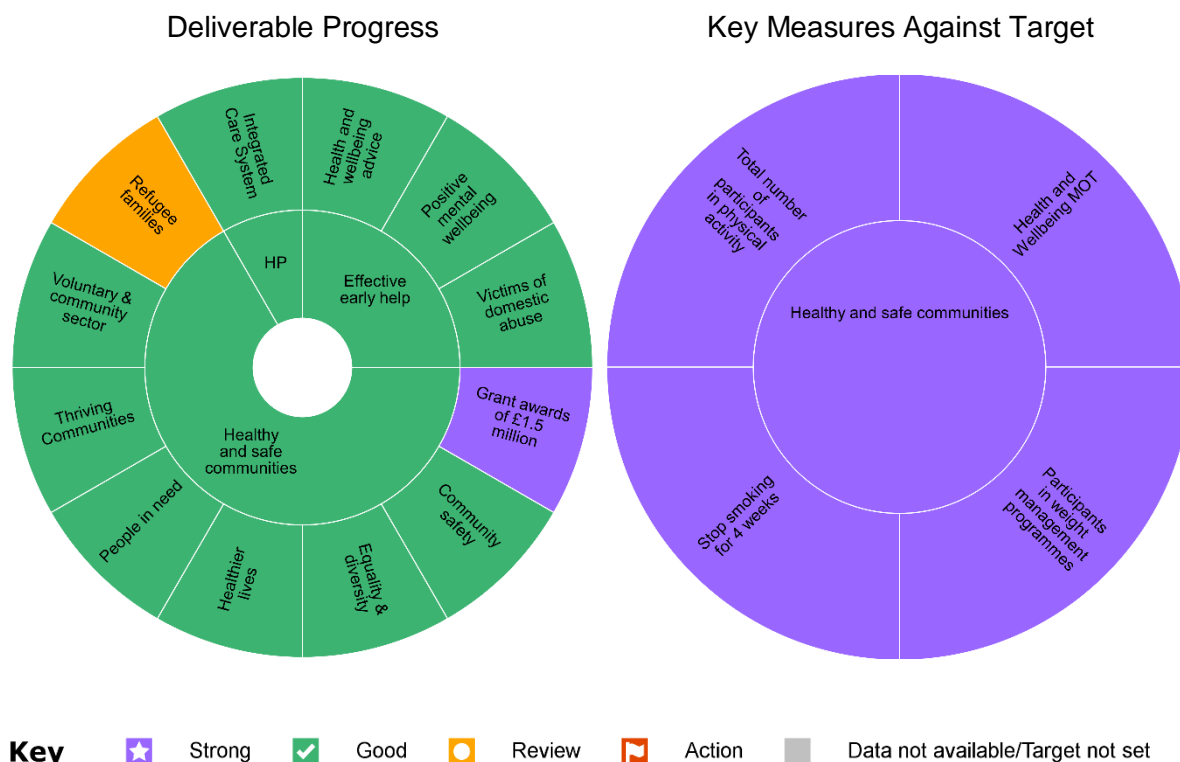 Deliverable Progress
Key Measures Against Target
Integrated
Care System
Health and
wellbeing
advice
Positive
mental
wellbeing
Victims of
domestic
abuse
Grant awards
of £1.5
million
Community
safety
Equality &
diversity
Healthier
lives
People in need
Thriving
Communities
Voluntary &
community
sector
Refugee
families
HP
Effective
early help
Healthy
and safe
communities
Total number
of
participants
in physical
activity
Health and
Wellbeing MOT
Healthy and safe communities
Stop smoking
for 4 weeks
Participants
in weight
management
programmes
Key Strong Good Review Action Data not available/Target not set